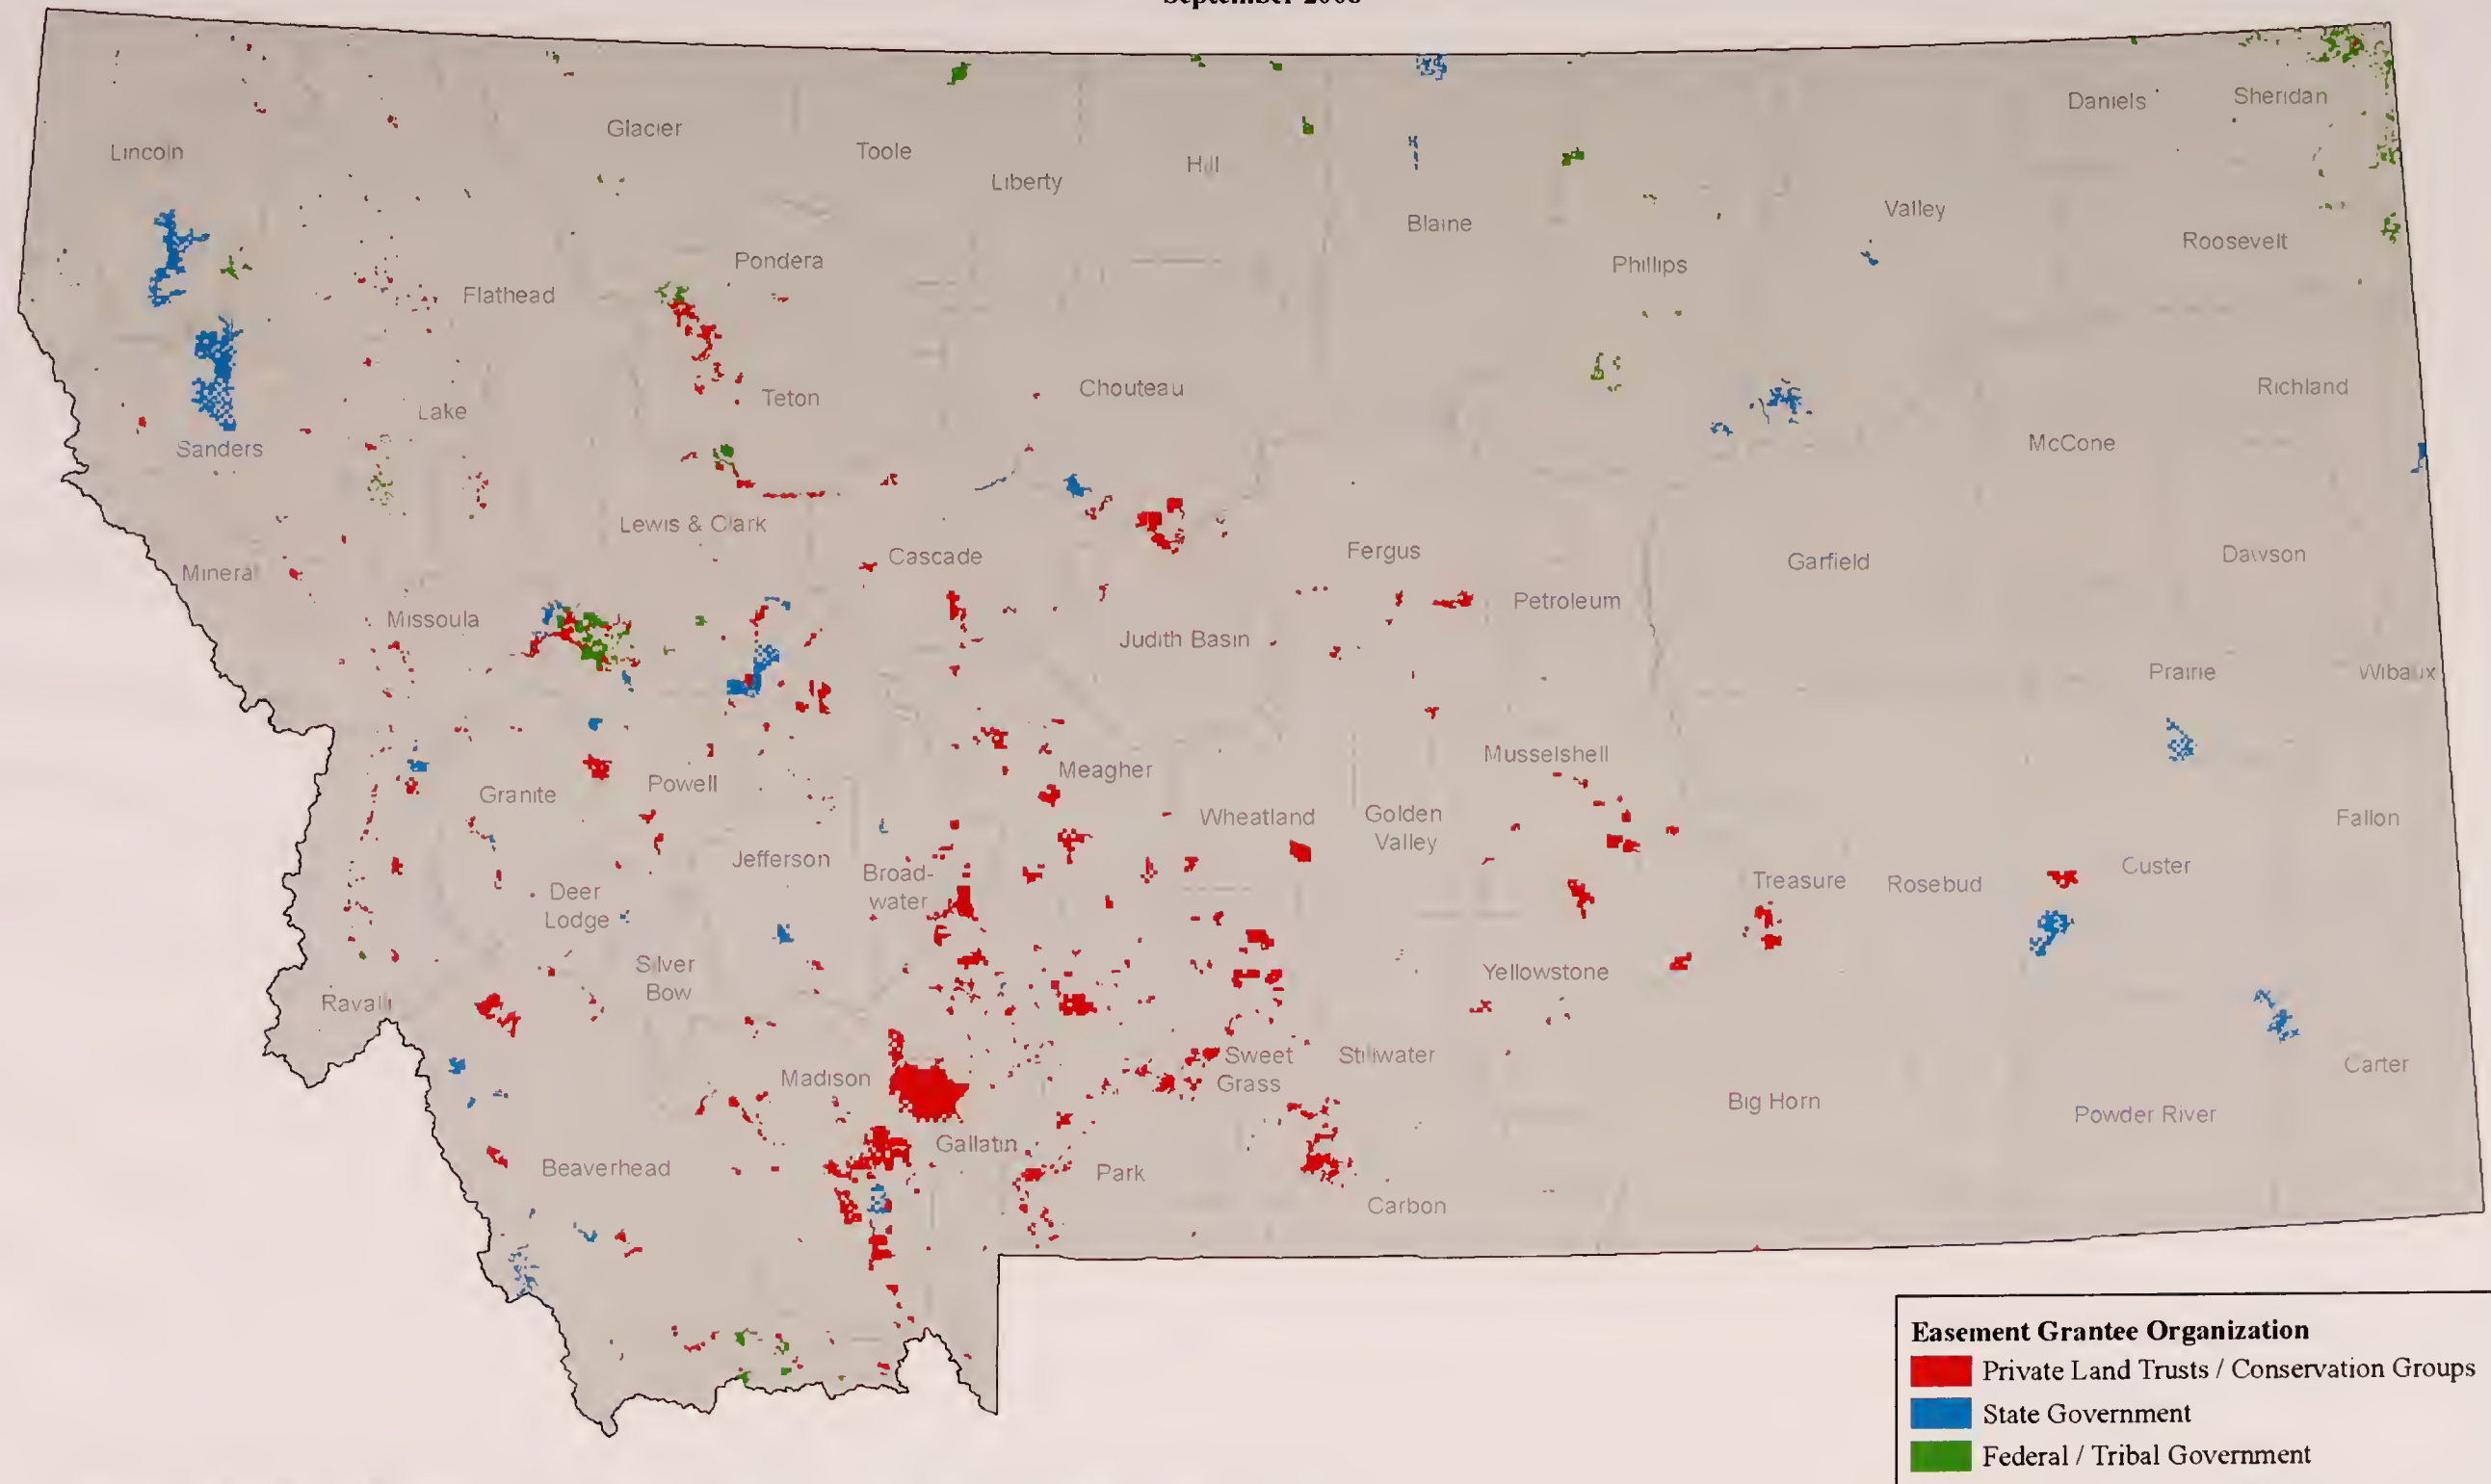 September 2008
Daniels
Sheridan
Glacier
Lincoln
Toole
Hill
Liberty
Blaine
Valley
Roosevelt
Pondera
Phillips
Flathead
Richland
Chouteau
Teton
Lake
Sanders
McCone
Lewis & Clark
Cascade
Fergus
Garfield
Dawson
Mineral
Petroleum
Missoula
Judith Basin
Prairie
Wibaux
Musselshell
Meagher
Powell
Granite
Wheatland
Golden
Valley
Fallon
Jefferson
Custer
Broad-
water
Treasure
Rosebud
Deer
Lodge
Silver
Bow
Yellowstone
Ravalli
Sweet
Grass
Stillwater
Carter
Madison
Big Horn
Powder River
Gallatin
Beaverhead
Park
Carbon
Easement Grantee Organization
Private Land Trusts / Conservation Groups
State Government
Federal / Tribal Government